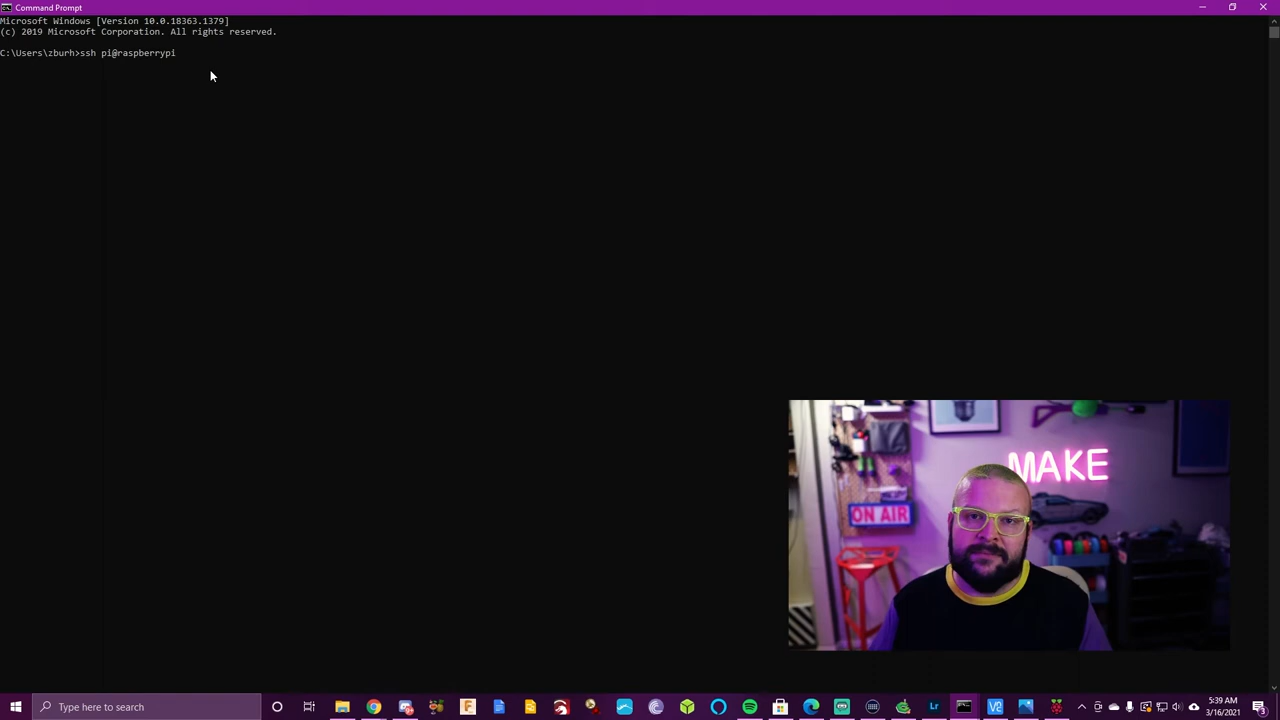 Command Prompt
Microsoft Windows [Version 10.0.18363.1379]
(c) 2019 Microsoft Corporation. All rights reserved.
C:\Users\zburh>ssh pi@raspberrypi
MAKE
ON AIR
Type here to search
5:39 AM
3/16/2021